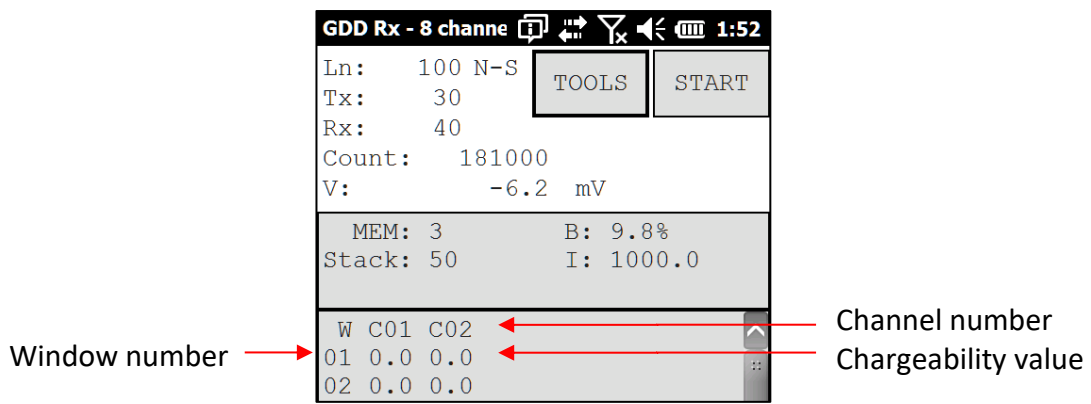 GDD Rx - 8 channe 1:52
Ln: 100 N-S
TOOLS START
Tx: 30
Rx: 40
Count: 181000
V: -6.2 mV
MEM: 3 B: 9.8%
Stack: 50 I: 1000.0
W C01 C02
01 0.0 0.0
02 0.0 0.0
Window number
Channel number
Chargeability value